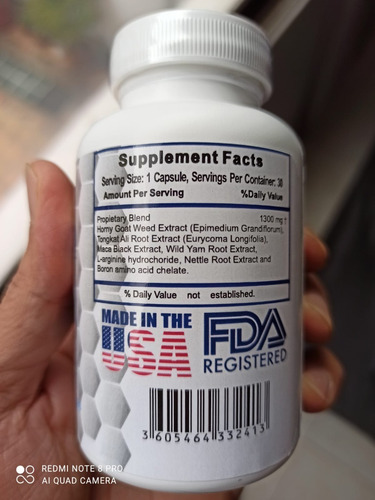 Supplement Facts
Serving Size: 1 Capsule, Servings Per Container: 30
Amount Per Serving %Daily Value
Propietary Blend 1300 mg †
Horny Goat Weed Extract (Epimedium Grandiflorum),
Tongkat Ali Root Extract (Eurycoma Longifolia),
Maca Black Extract, Wild Yam Root Extract,
L-arginine hydrochoride, Nettle Root Extract and
Boron amino acid chelate.
% Daily Value not established.
MADE IN THE
USA
FDA
REGISTERED
3 605464 332413
REDMI NOTE 8 PRO
AI QUAD CAMERA